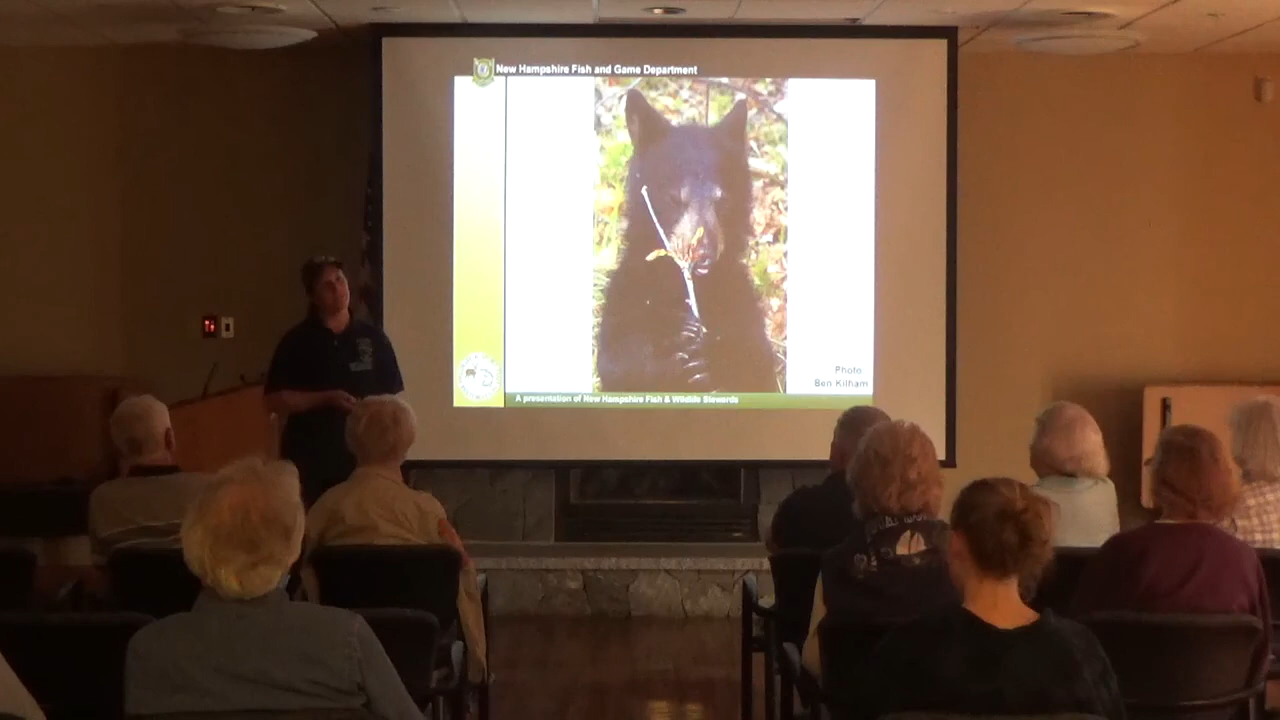 New Hampshire Fish and Game Department
Photo:
Ben Kilham
A presentation of New Hampshire Fish & Wildlife Stewards